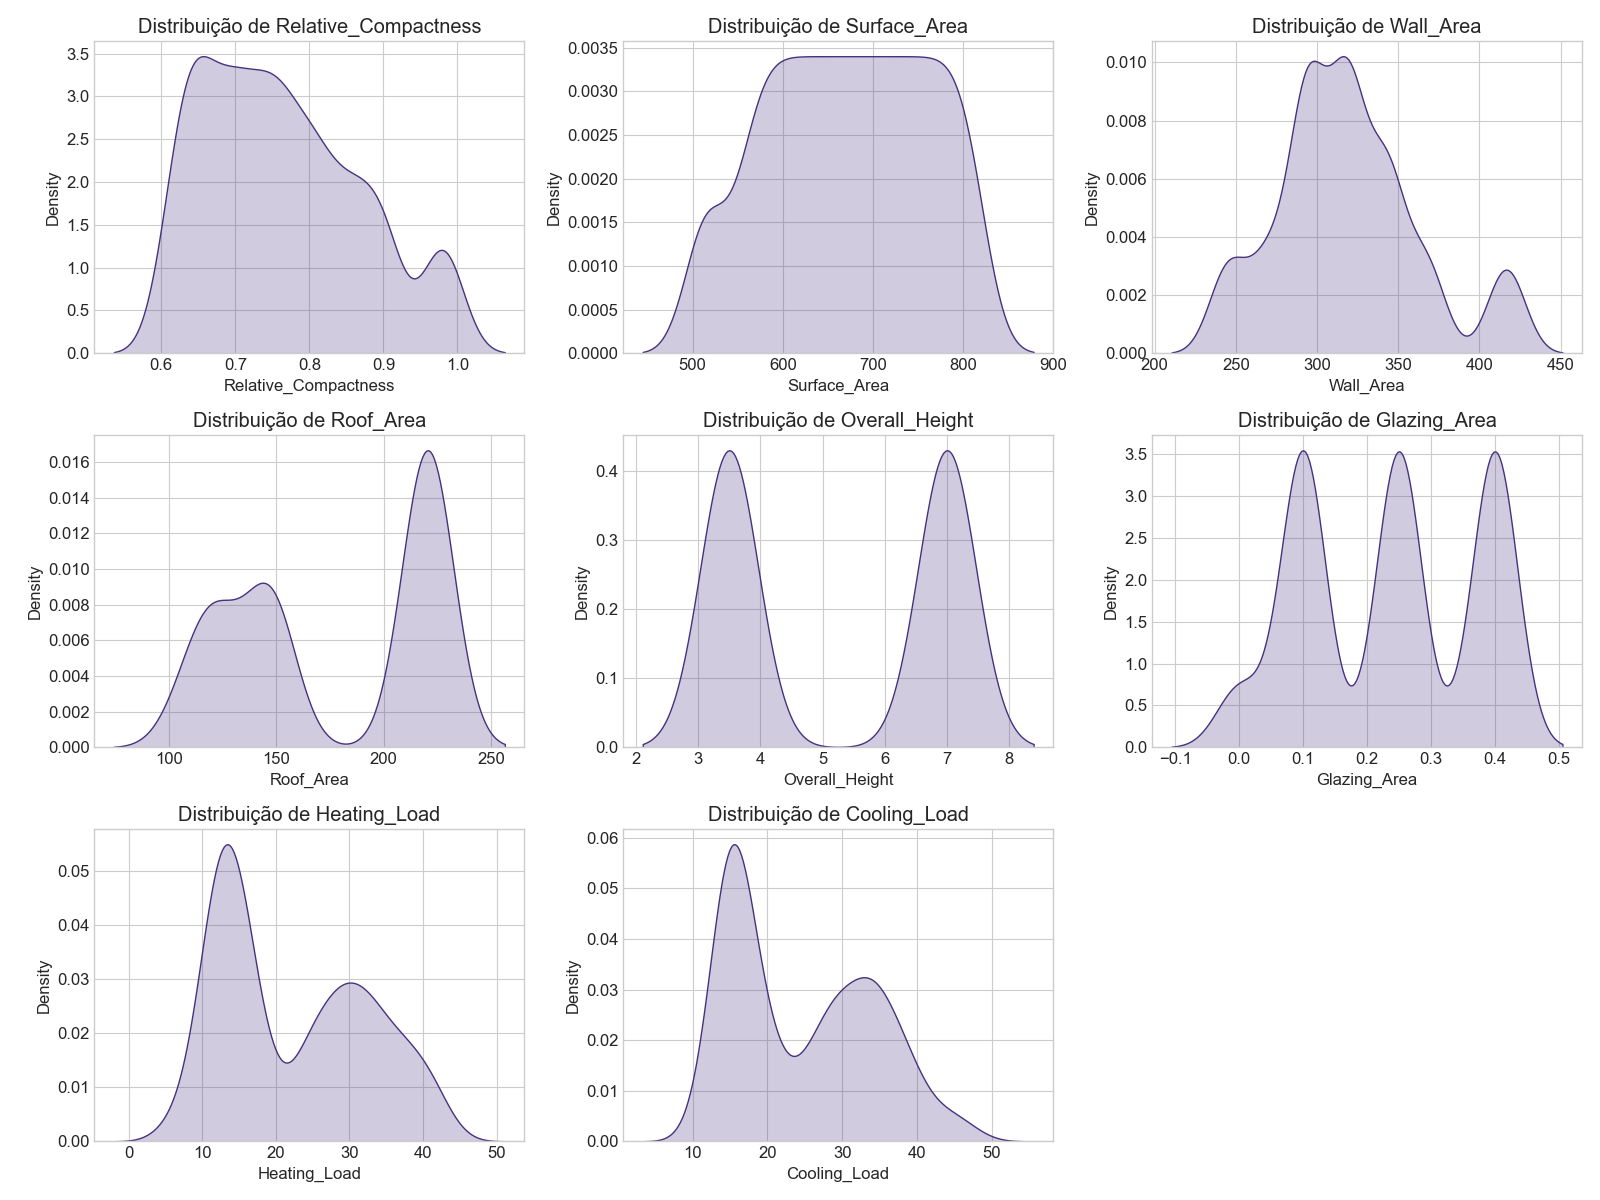 Distribuição de Relative_Compactness
Distribuição de Surface_Area
Distribuição de Wall_Area
3.5
3.0
2.5
2.0
1.5
1.0
0.5
0.0
Density
0.6 0.7 0.8 0.9 1.0
Relative_Compactness
0.0035
0.0030
0.0025
0.0020
0.0015
0.0010
0.0005
0.0000
Density
500 600 700 800 900
Surface_Area
0.010
0.008
0.006
0.004
0.002
0.000
Density
200 250 300 350 400 450
Wall_Area
Distribuição de Roof_Area
Distribuição de Overall_Height
Distribuição de Glazing_Area
0.016
0.014
0.012
0.010
0.008
0.006
0.004
0.002
0.000
Density
100 150 200 250
Roof_Area
0.4
0.3
0.2
0.1
0.0
Density
2 3 4 5 6 7 8
Overall_Height
3.5
3.0
2.5
2.0
1.5
1.0
0.5
0.0
Density
−0.1 0.0 0.1 0.2 0.3 0.4 0.5
Glazing_Area
Distribuição de Heating_Load
Distribuição de Cooling_Load
0.05
0.04
0.03
0.02
0.01
0.00
Density
0 10 20 30 40 50
Heating_Load
0.06
0.05
0.04
0.03
0.02
0.01
0.00
Density
10 20 30 40 50
Cooling_Load